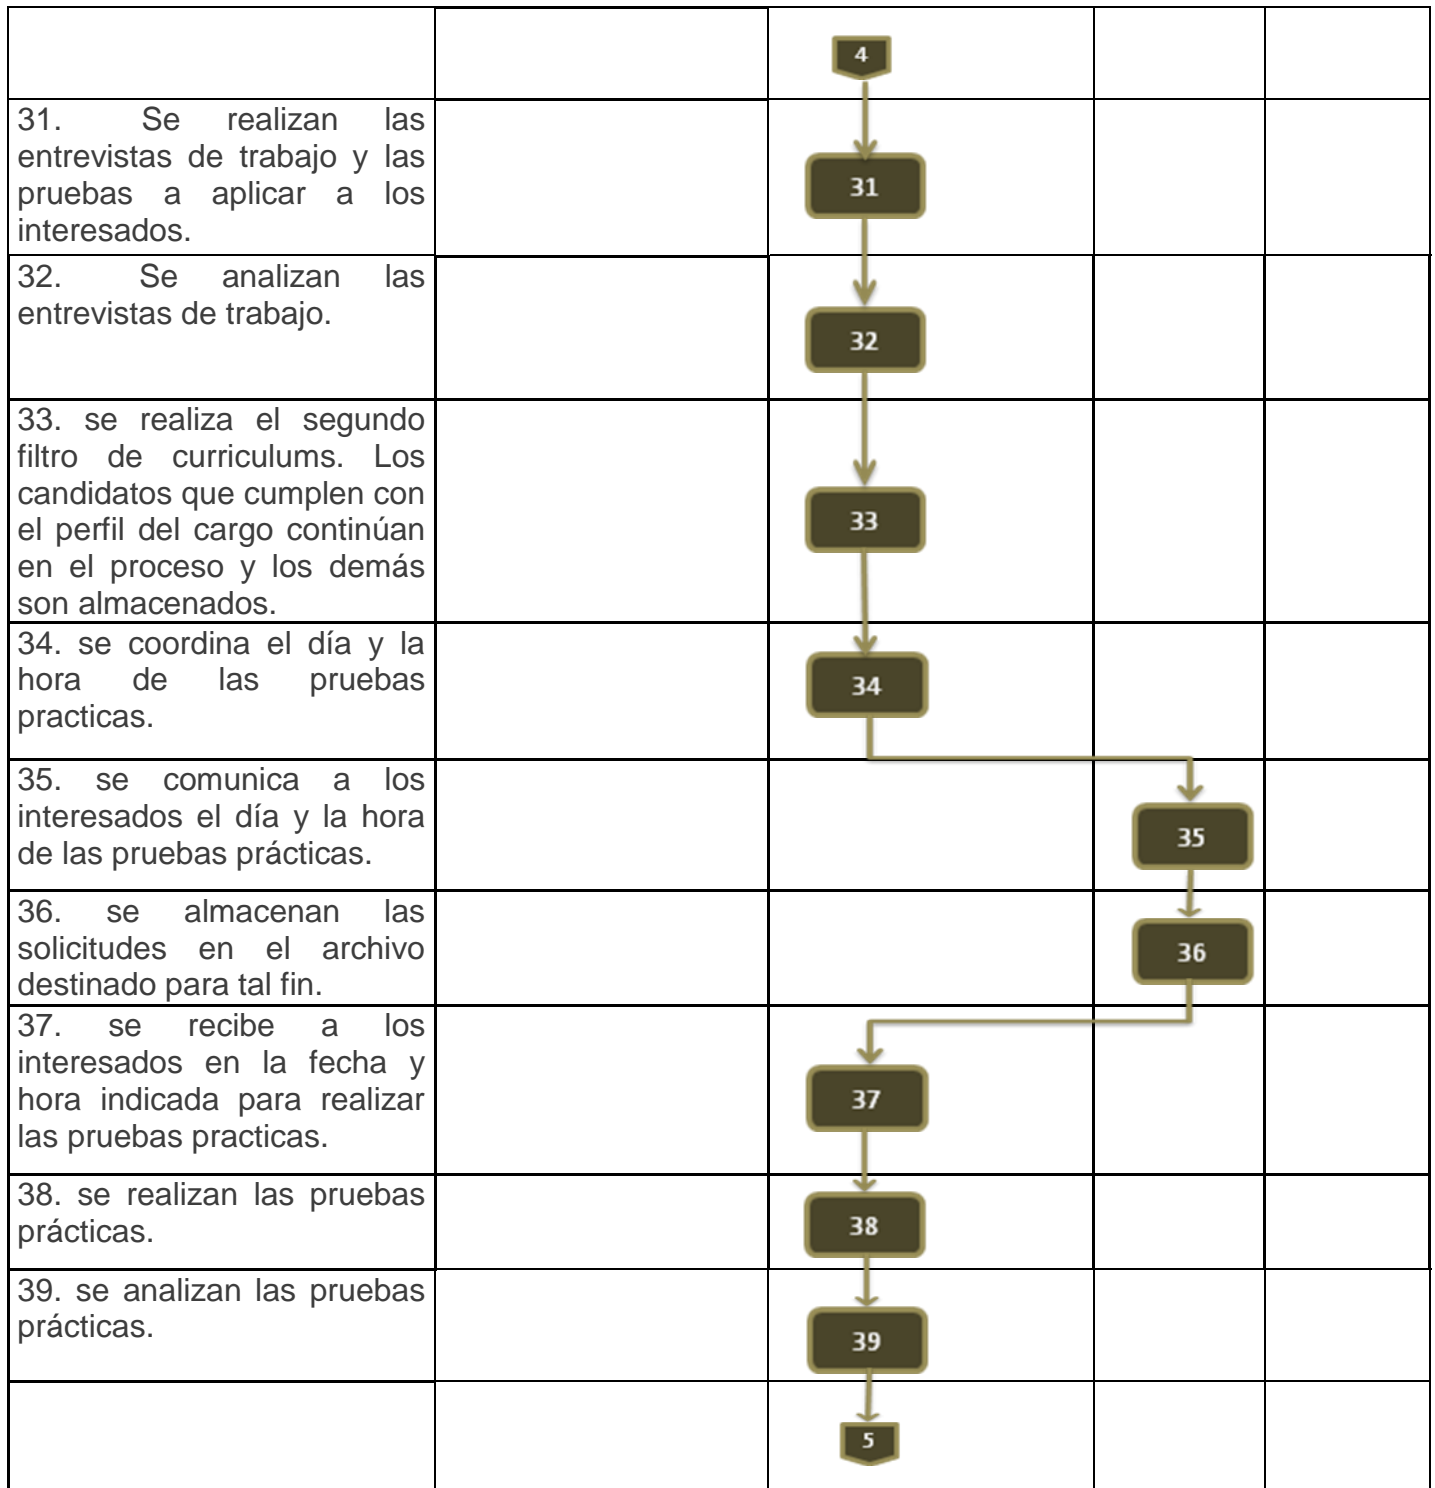 4
31. Se realizan las
entrevistas de trabajo y las
pruebas a aplicar a los
interesados.
31
32. Se analizan las
entrevistas de trabajo.
32
33. se realiza el segundo
filtro de curriculums. Los
candidatos que cumplen con
el perfil del cargo continúan
en el proceso y los demás
son almacenados.
33
34. se coordina el día y la
hora de las pruebas
practicas.
34
35. se comunica a los
interesados el día y la hora
de las pruebas prácticas.
35
36. se almacenan las
solicitudes en el archivo
destinado para tal fin.
36
37. se recibe a los
interesados en la fecha y
hora indicada para realizar
las pruebas practicas.
37
38. se realizan las pruebas
prácticas.
38
39. se analizan las pruebas
prácticas.
39
5